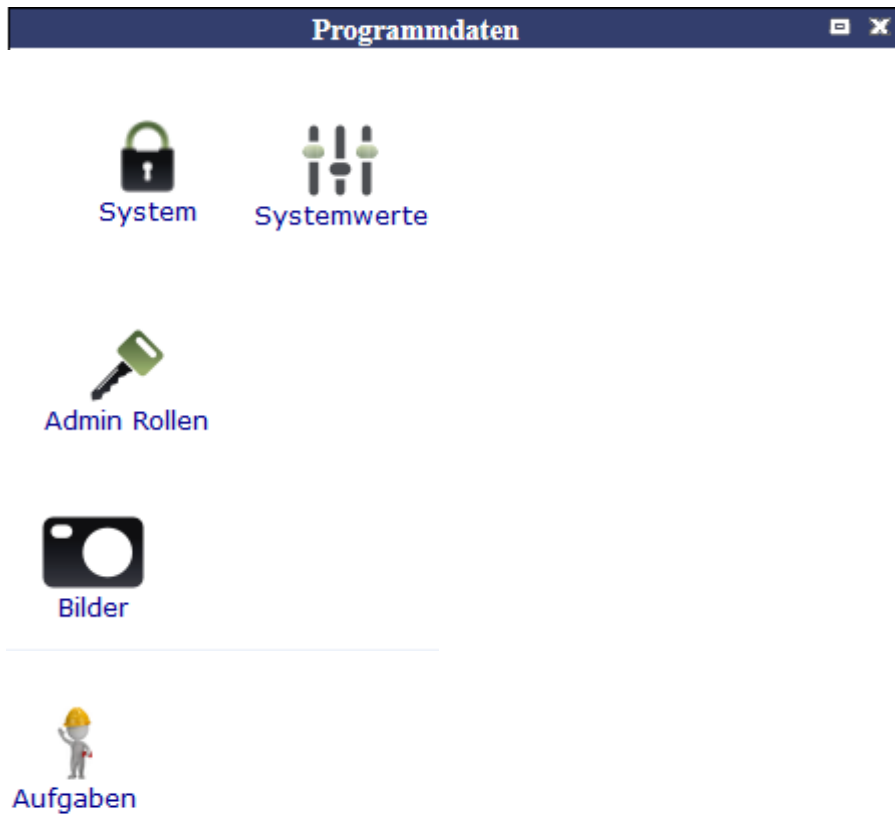 Programmdaten
System
Systemwerte
Admin Rollen
Bilder
Aufgaben